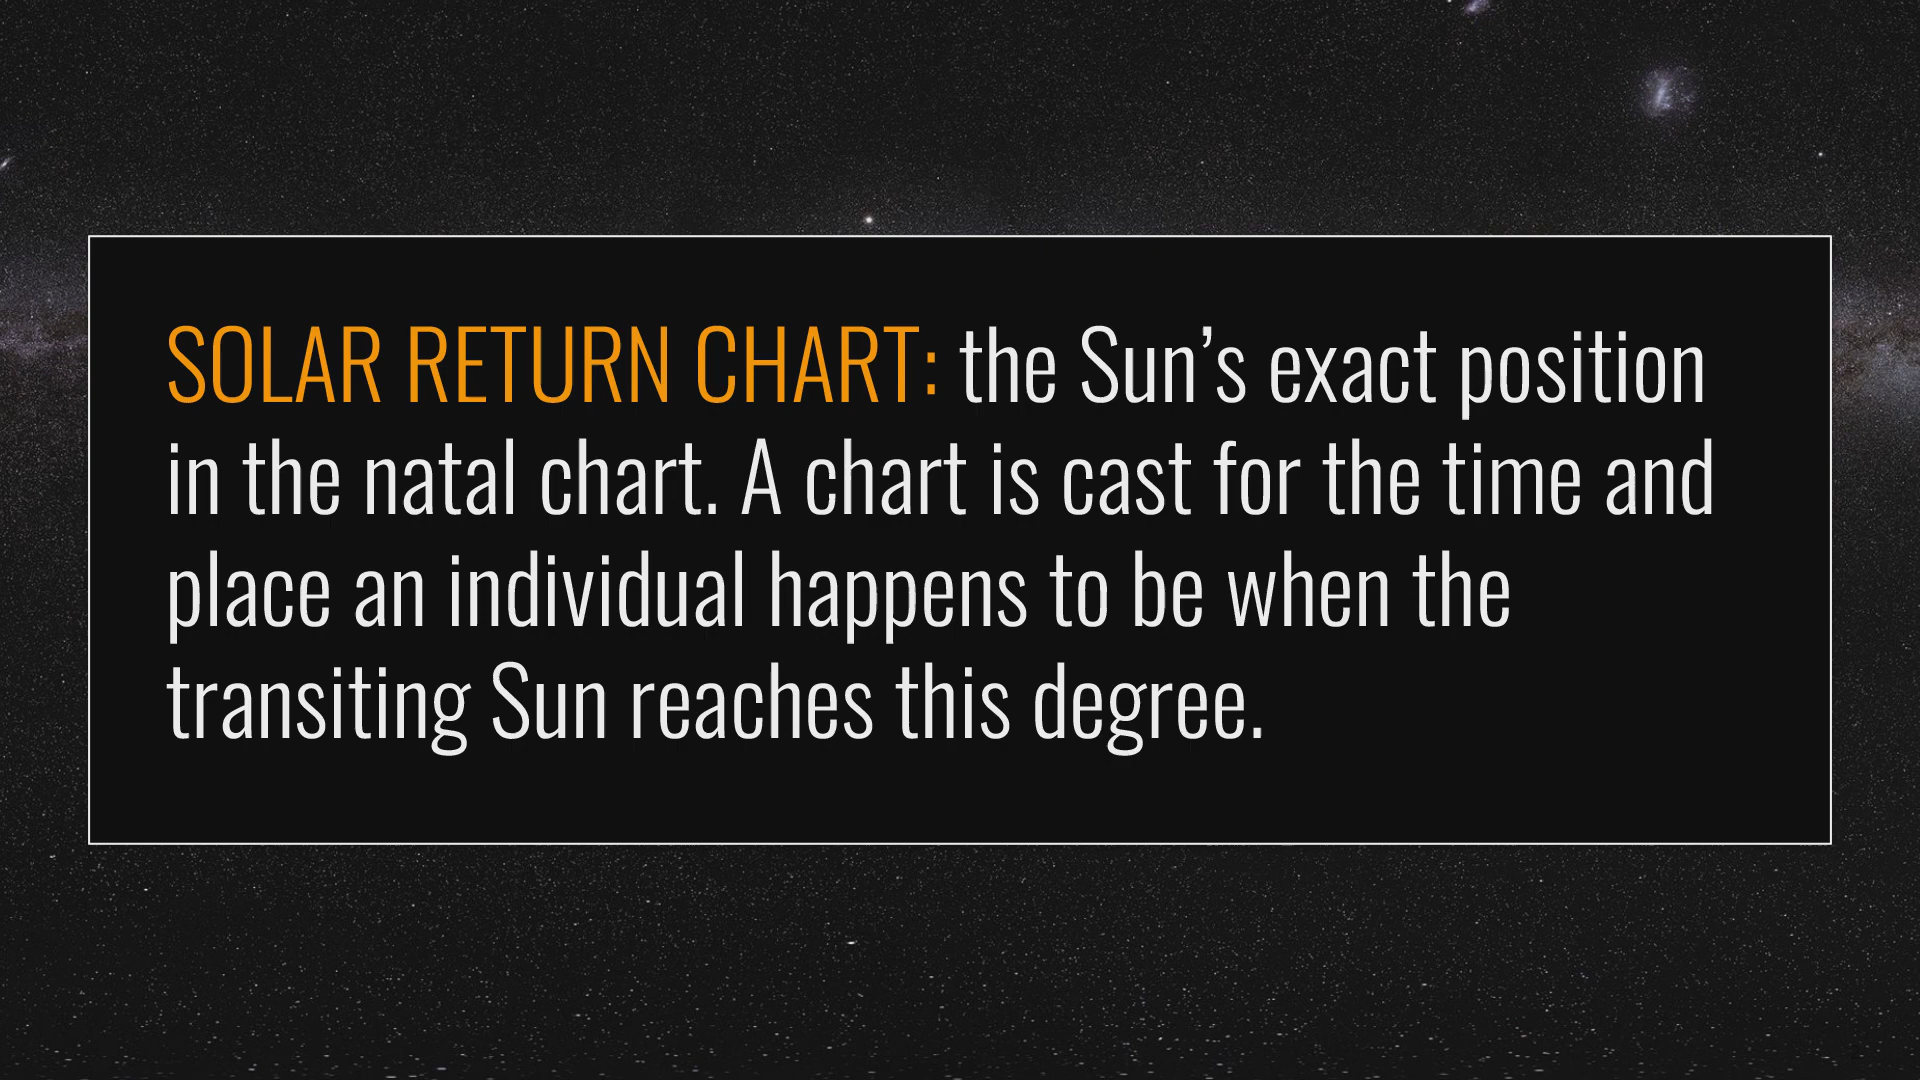 SOLAR RETURN CHART: the Sun’s exact position
in the natal chart. A chart is cast for the time and
place an individual happens to be when the
transiting Sun reaches this degree.